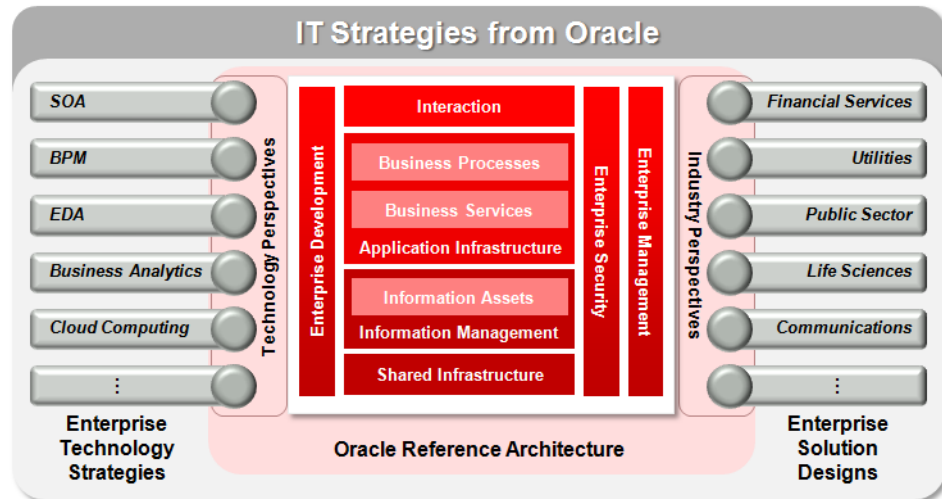 IT Strategies from Oracle
SOA
BPM
EDA
Business Analytics
Cloud Computing
⋮
Enterprise
Technology
Strategies
Technology Perspectives
Enterprise Development
Interaction
Business Processes
Business Services
Application Infrastructure
Information Assets
Information Management
Shared Infrastructure
Enterprise Security
Enterprise Management
Oracle Reference Architecture
Industry Perspectives
Financial Services
Utilities
Public Sector
Life Sciences
Communications
⋮
Enterprise
Solution
Designs